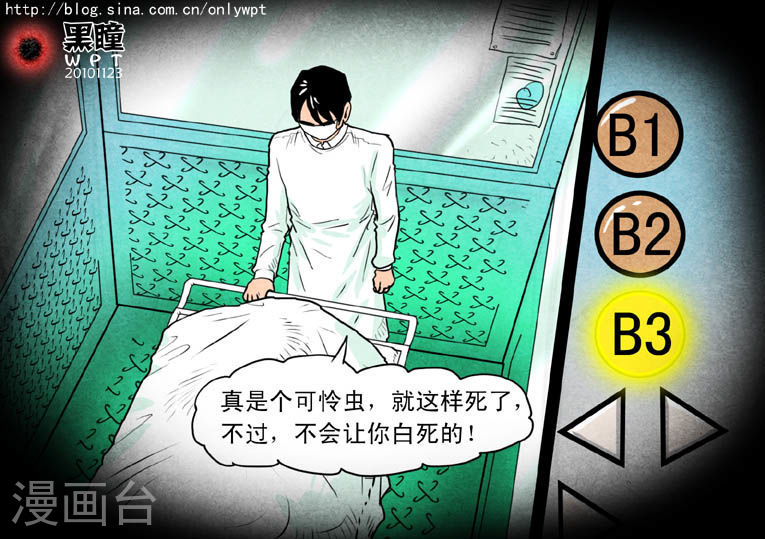 http://blog.sina.com.cn/onlywpt
黑瞳
WPT
20101123
B1
B2
B3
真是个可怜虫，就这样死了，
不过，不会让你白死的！
漫画台